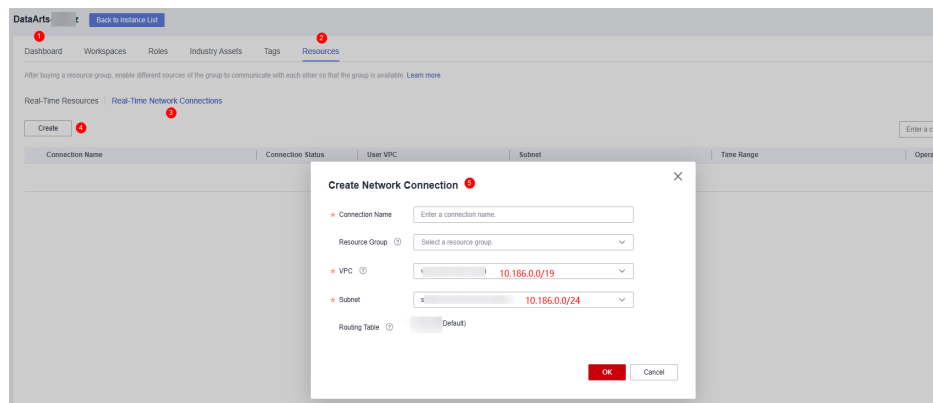 DataArts- z Back to Instance List
1 2
Dashboard Workspaces Roles Industry Assets Tags Resources
After buying a resource group, enable different sources of the group to communicate with each other so that the group is available. Learn more
Real-Time Resources Real-Time Network Connections
3
Create 4 Enter a c
Connection Name Connection Status User VPC Subnet Time Range Opera
Create Network Connection 5
* Connection Name Enter a connection name.
Resource Group ? Select a resource group.
* VPC ? 10.186.0.0/19
* Subnet s 10.186.0.0/24
Routing Table ? Default)
OK Cancel